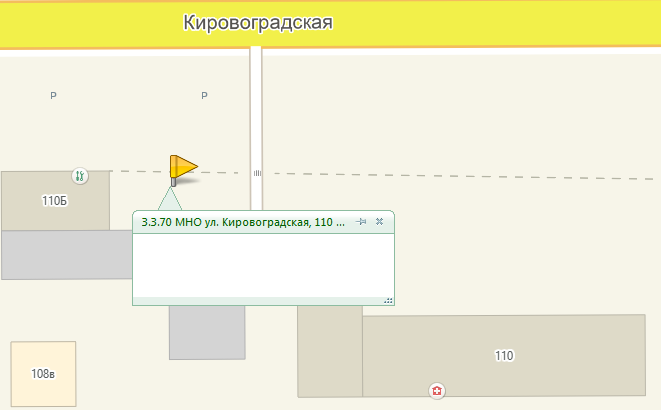 Кировоградская
P
P
110Б
3.3.70 МНО ул. Кировоградская, 110 ...
108в
110